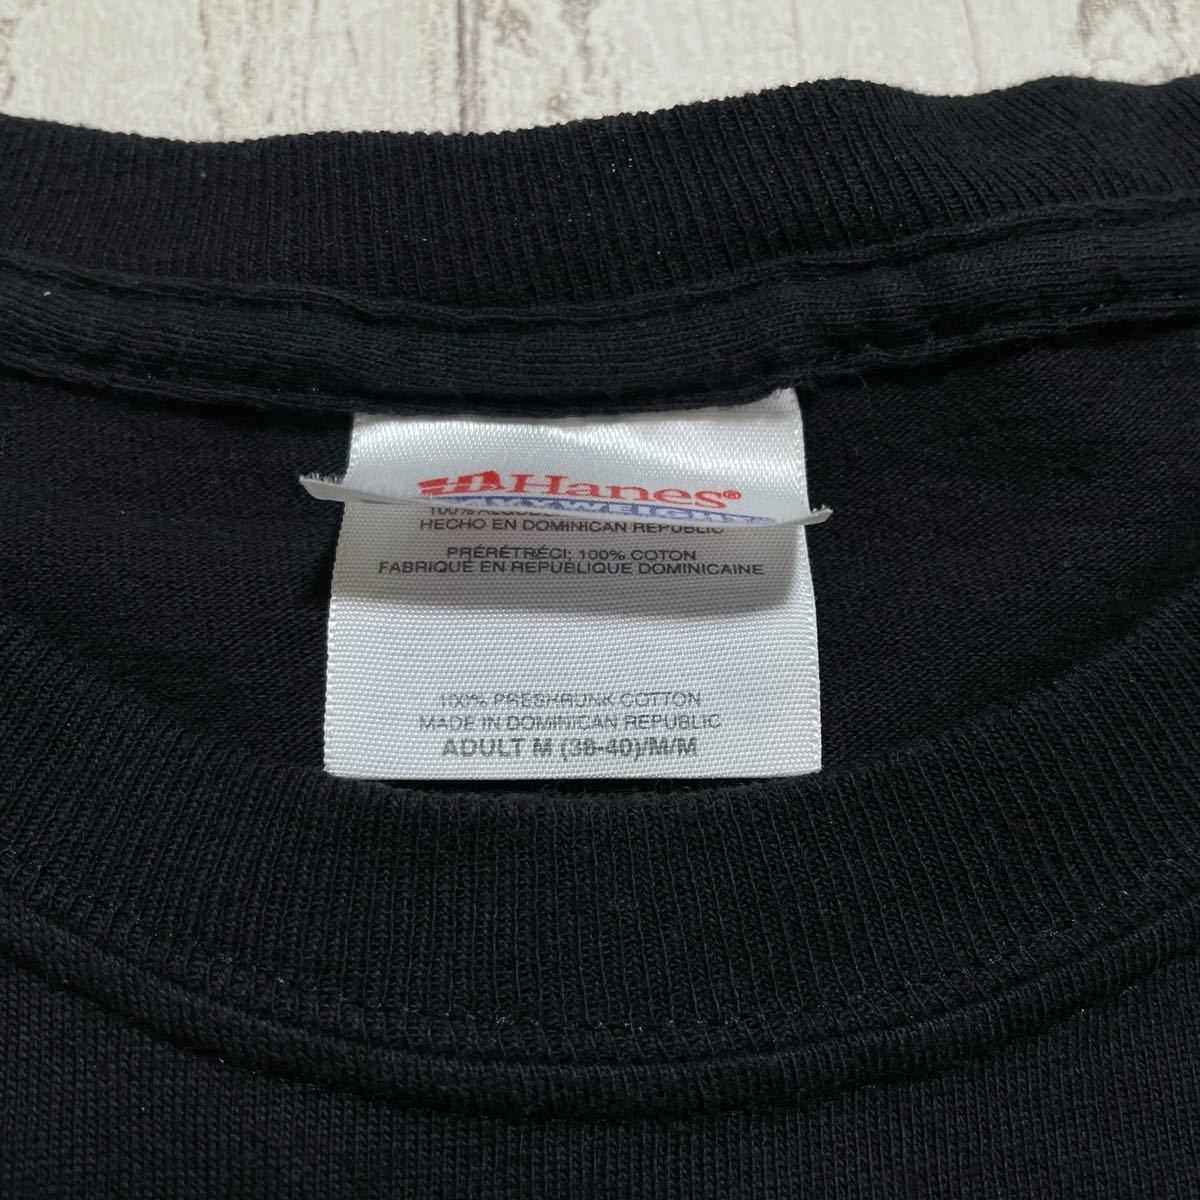 Hanes®
HECHO EN DOMINICAN REPUBLIC
PRÉRÉTRÉCI; 100% COTON
FABRIQUÉ EN RÉPUBLIQUE DOMINICAINE
100% PRESHRUNK COTTON
MADE IN DOMINICAN REPUBLIC
ADULT M (38-40)/M/M